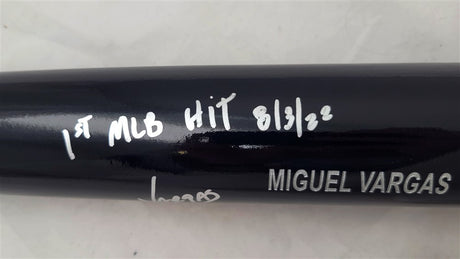 1ST MLB HIT 8/3/22
MIGUEL VARGAS